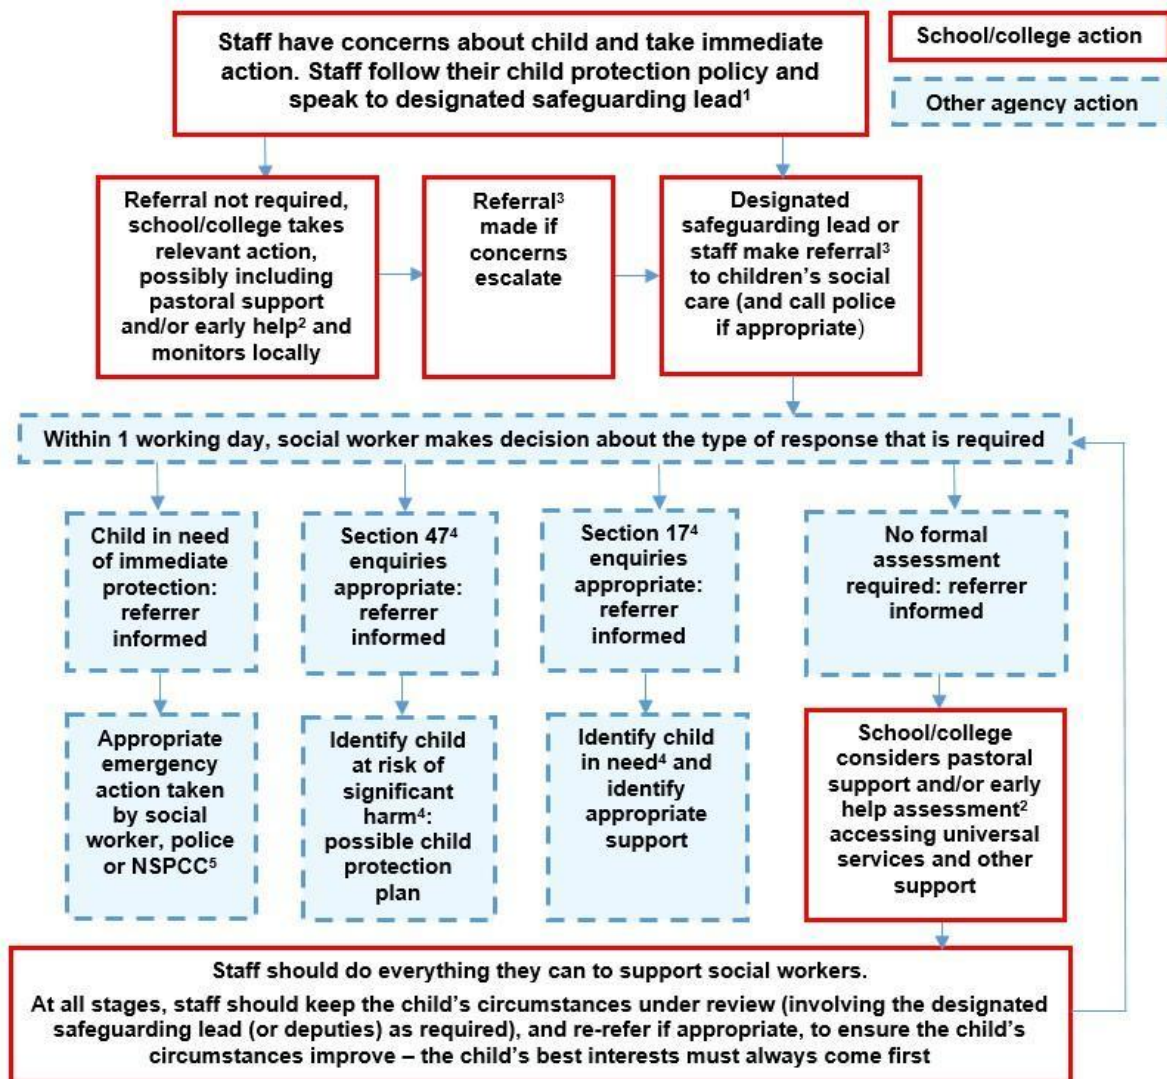 Staff have concerns about child and take immediate
action. Staff follow their child protection policy and
speak to designated safeguarding lead¹
School/college action
Other agency action
Referral not required,
school/college takes
relevant action,
possibly including
pastoral support
and/or early help² and
monitors locally
Referral³
made if
concerns
escalate
Designated
safeguarding lead or
staff make referral³
to children’s social
care (and call police
if appropriate)
Within 1 working day, social worker makes decision about the type of response that is required
Child in need
of immediate
protection:
referrer
informed
Section 47⁴
enquiries
appropriate:
referrer
informed
Section 17⁴
enquiries
appropriate:
referrer
informed
No formal
assessment
required: referrer
informed
Appropriate
emergency
action taken
by social
worker, police
or NSPCC⁵
Identify child
at risk of
significant
harm⁴:
possible child
protection
plan
Identify child
in need⁴ and
identify
appropriate
support
School/college
considers pastoral
support and/or early
help assessment²
accessing universal
services and other
support
Staff should do everything they can to support social workers.
At all stages, staff should keep the child’s circumstances under review (involving the designated
safeguarding lead (or deputies) as required), and re-refer if appropriate, to ensure the child’s
circumstances improve – the child’s best interests must always come first